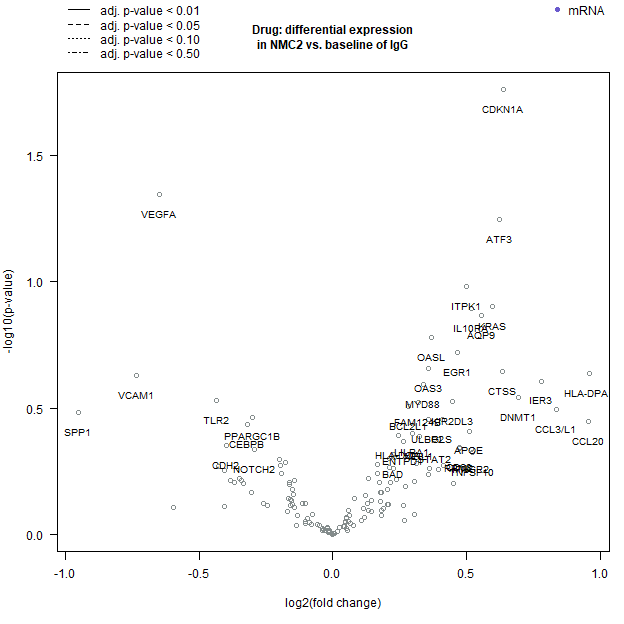 adj. p-value < 0.01
mRNA
adj. p-value < 0.05
adj. p-value < 0.10
adj. p-value < 0.50
Drug: differential expression
in NMC2 vs. baseline of IgG
CDKN1A
1.5
VEGFA
ATF3
1.0
ITPK1
IL10RA
KRAS
AQP9
OASL
EGR1
OAS3
CTSS
HLA-DPA
VCAM1
IER3
MYD88
0.5
DNMT1
TLR2
FAM124B
KIR2DL3
BCL2L1
CCL3/L1
SPP1
PPARGC1B
ULBP2
CCL20
CEBPB
APOE
CDH2
ENTPD1
NOTCH2
BAD
0.0
-1.0
-0.5
0.0
0.5
1.0
log2(fold change)
-log10(p-value)